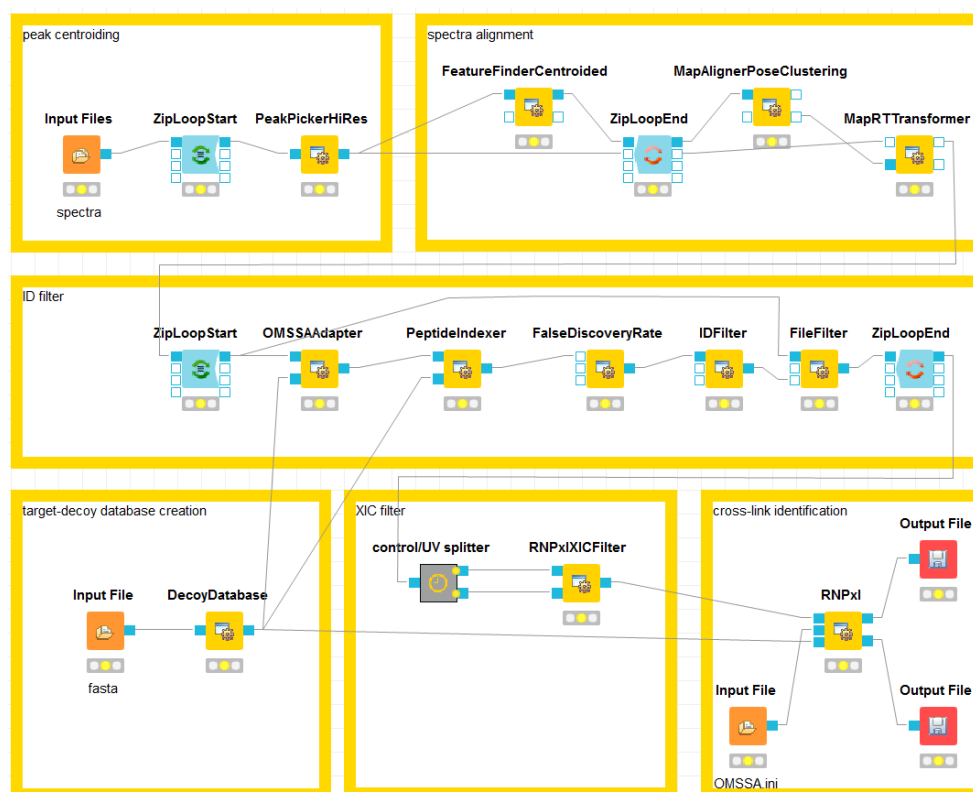 peak centroiding
Input Files
ZipLoopStart
PeakPickerHiRes
spectra
spectra alignment
FeatureFinderCentroided
MapAlignerPoseClustering
ZipLoopEnd
MapRTTransformer
ID filter
ZipLoopStart
OMSSAAdapter
PeptideIndexer
FalseDiscoveryRate
IDFilter
FileFilter
ZipLoopEnd
target-decoy database creation
Input File
DecoyDatabase
fasta
XIC filter
control/UV splitter
RNPxlXICFilter
cross-link identification
Output File
RNPxl
Input File
Output File
OMSSA.ini